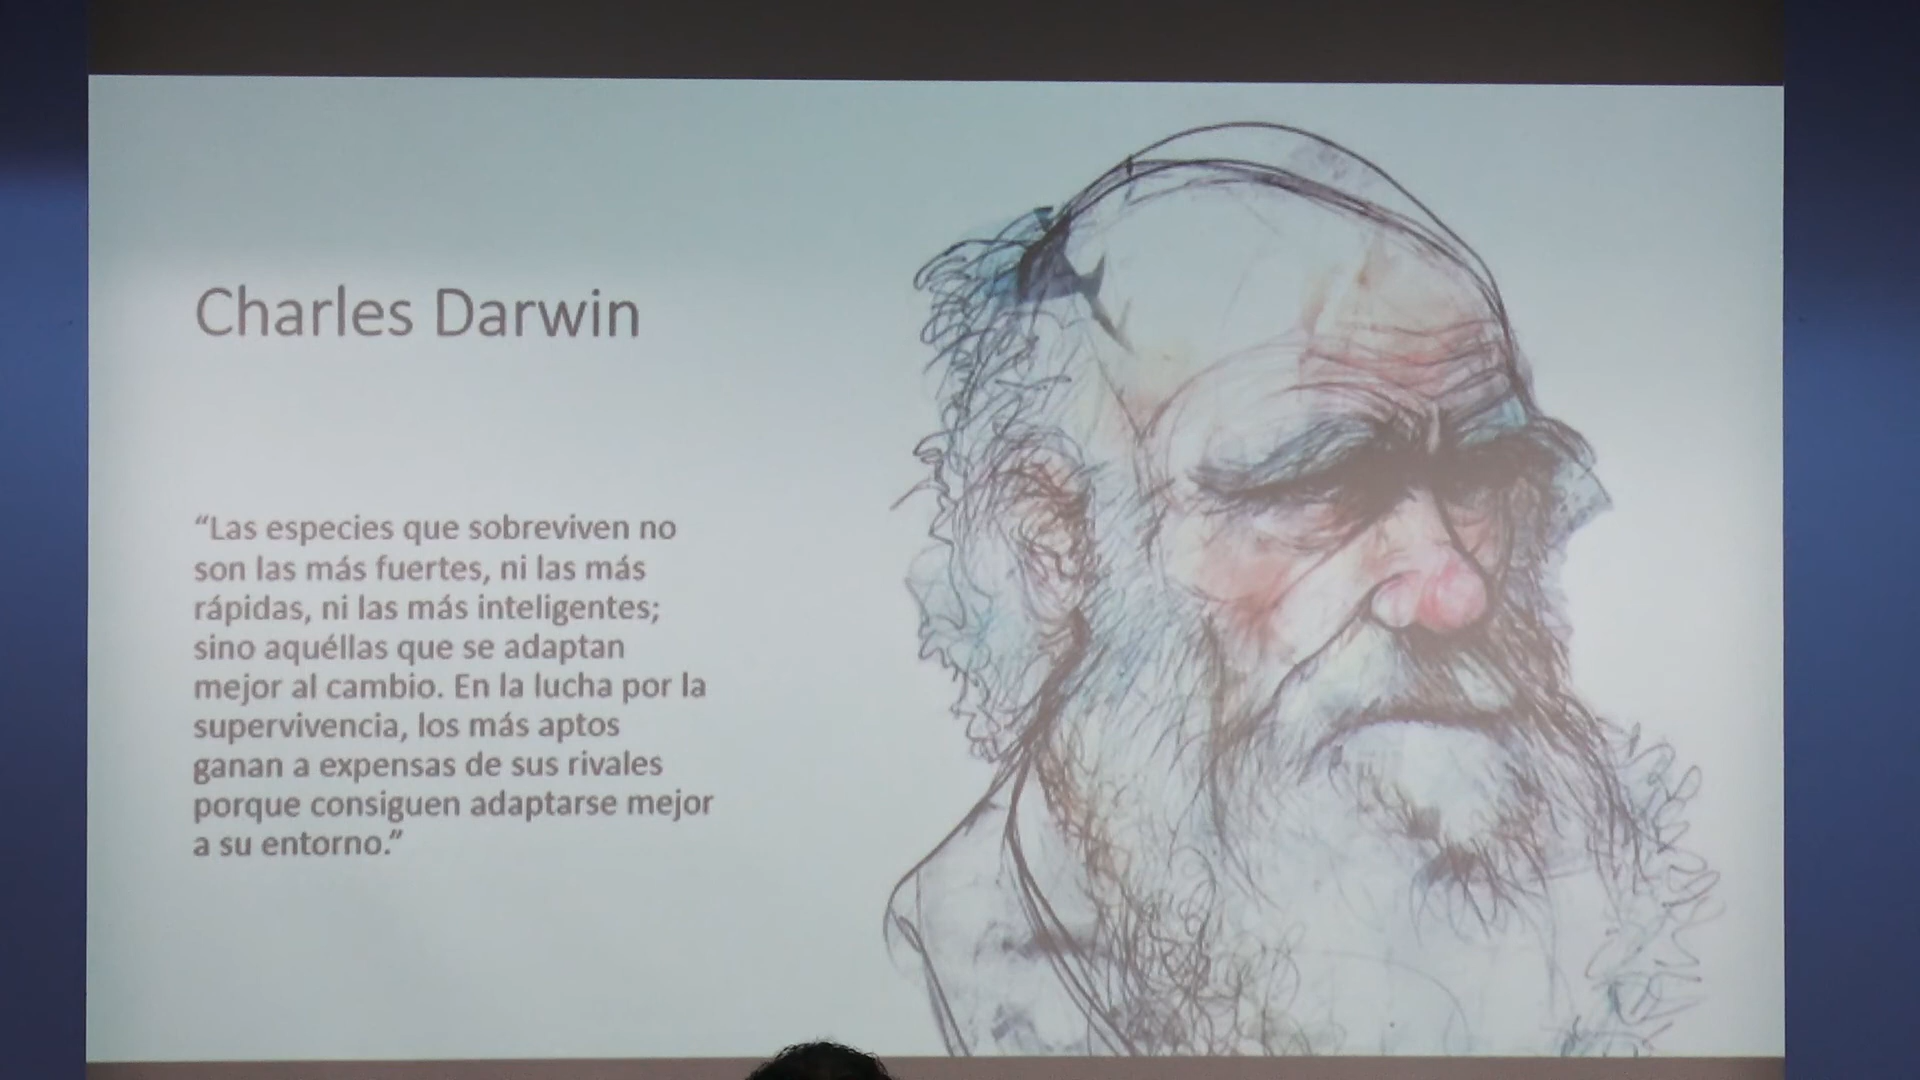 Charles Darwin
“Las especies que sobreviven no
son las más fuertes, ni las más
rápidas, ni las más inteligentes;
sino aquéllas que se adaptan
mejor al cambio. En la lucha por la
supervivencia, los más aptos
ganan a expensas de sus rivales
porque consiguen adaptarse mejor
a su entorno.”